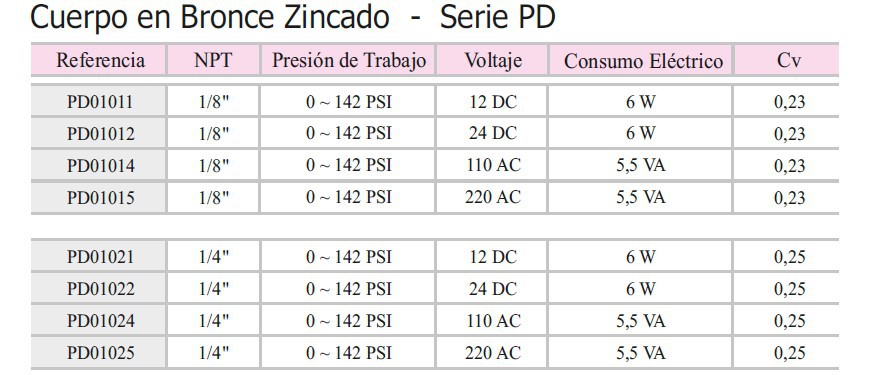 Cuerpo en Bronce Zincado - Serie PD
Referencia NPT Presión de Trabajo Voltaje Consumo Eléctrico Cv
PD01011 1/8" 0 ~ 142 PSI 12 DC 6 W 0,23
PD01012 1/8" 0 ~ 142 PSI 24 DC 6 W 0,23
PD01014 1/8" 0 ~ 142 PSI 110 AC 5,5 VA 0,23
PD01015 1/8" 0 ~ 142 PSI 220 AC 5,5 VA 0,23
PD01021 1/4" 0 ~ 142 PSI 12 DC 6 W 0,25
PD01022 1/4" 0 ~ 142 PSI 24 DC 6 W 0,25
PD01024 1/4" 0 ~ 142 PSI 110 AC 5,5 VA 0,25
PD01025 1/4" 0 ~ 142 PSI 220 AC 5,5 VA 0,25